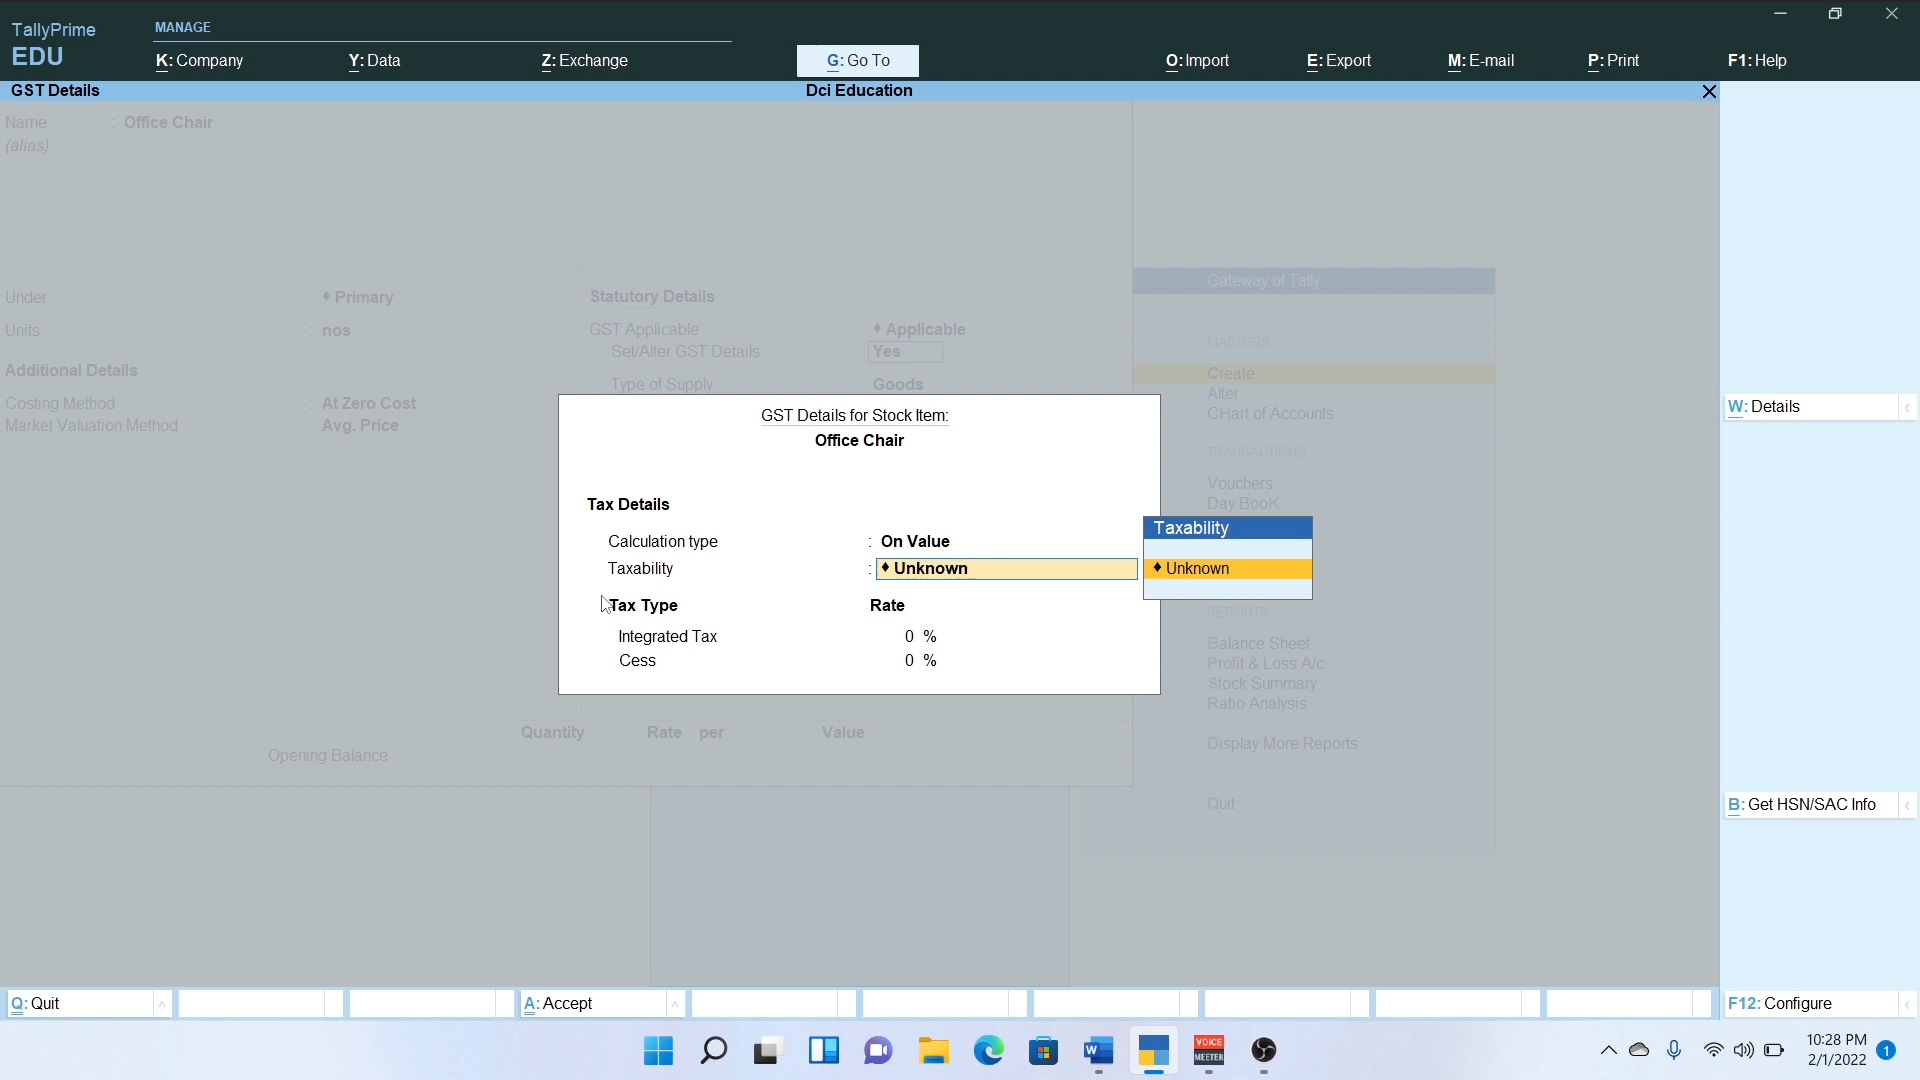 TallyPrime
EDU
MANAGE
K: Company
Y: Data
Z: Exchange
G: Go To
O: Import
E: Export
M: E-mail
P: Print
F1: Help
GST Details
Dci Education
Name : Office Chair
(alias) :
Under : ♦ Primary
Units : nos
Additional Details
Costing Method : At Zero Cost
Market Valuation Method : Avg. Price
Statutory Details
GST Applicable : ♦ Applicable
Set/Alter GST Details : Yes
Type of Supply : Goods
GST Details for Stock Item:
Office Chair
Tax Details
Calculation type : On Value
Taxability : ♦ Unknown
Tax Type Rate
Integrated Tax 0 %
Cess 0 %
Taxability
♦ Unknown
Gateway of Tally
MASTERS
Create
Alter
CHart of Accounts
TRANSACTIONS
Vouchers
Day BooK
REPORTS
Balance Sheet
Profit & Loss A/c
Stock Summary
Ratio Analysis
Display More Reports
Quit
Quantity Rate per Value
Opening Balance :
W: Details
B: Get HSN/SAC Info
F12: Configure
Q: Quit
A: Accept
VOICE
MEETER
10:28 PM
2/1/2022
1